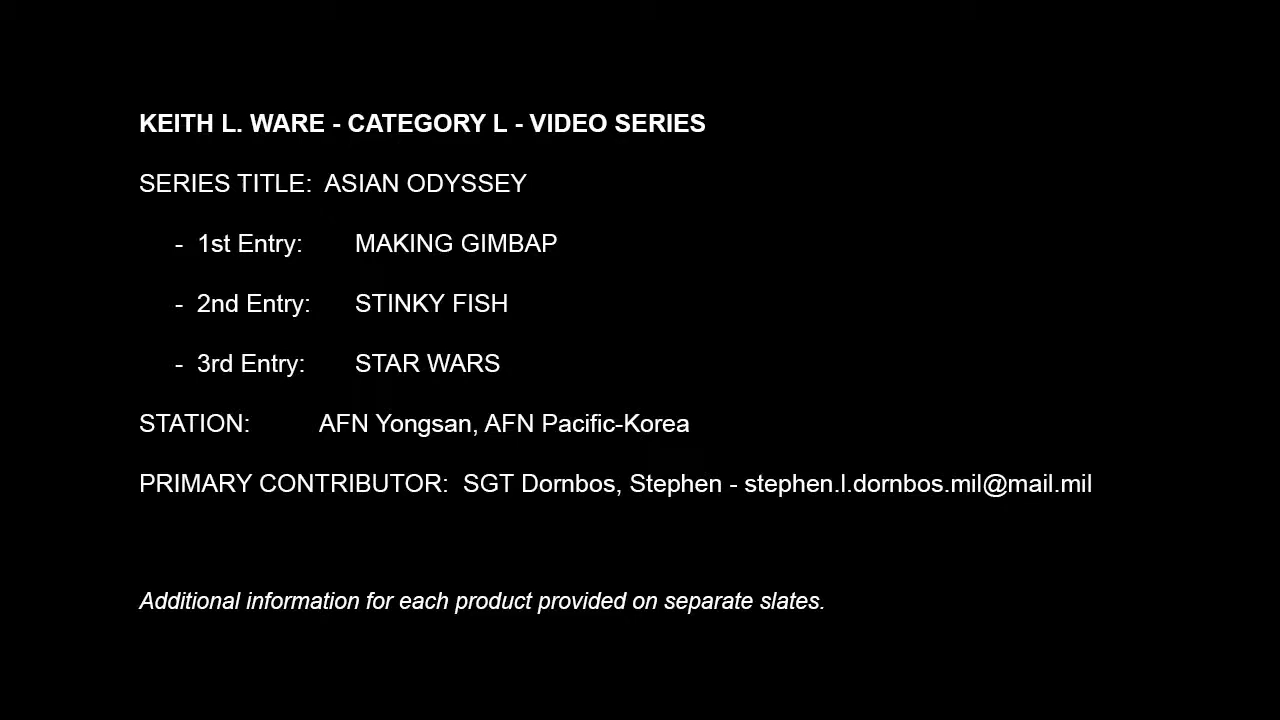 KEITH L. WARE - CATEGORY L - VIDEO SERIES
SERIES TITLE: ASIAN ODYSSEY
- 1st Entry: MAKING GIMBAP
- 2nd Entry: STINKY FISH
- 3rd Entry: STAR WARS
STATION: AFN Yongsan, AFN Pacific-Korea
PRIMARY CONTRIBUTOR: SGT Dornbos, Stephen - stephen.l.dornbos.mil@mail.mil
Additional information for each product provided on separate slates.